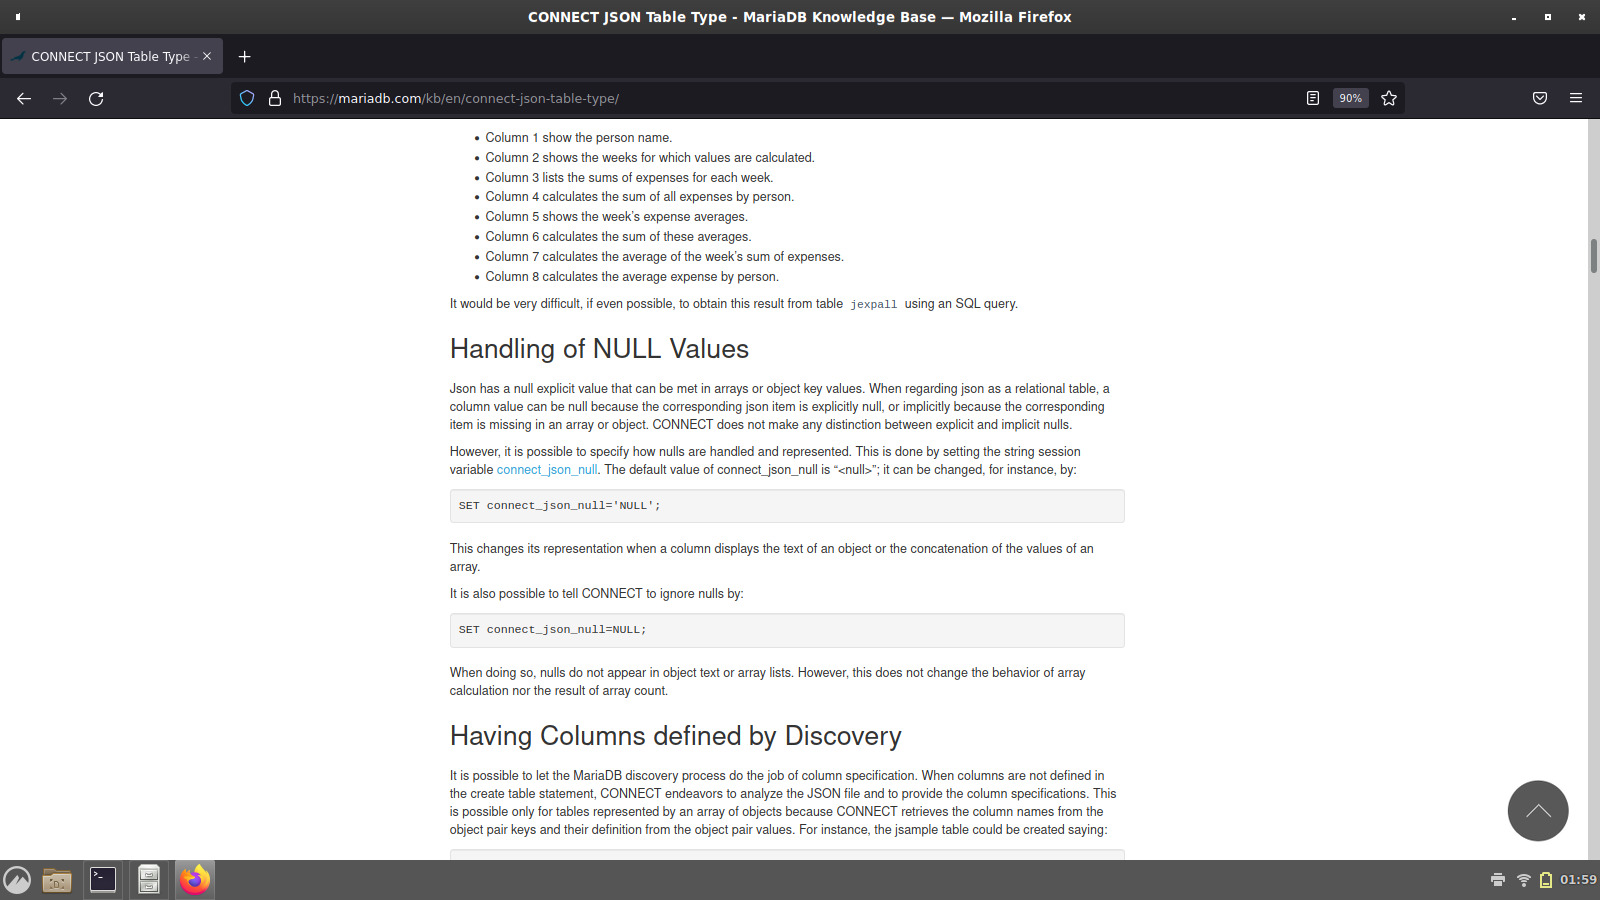 CONNECT JSON Table Type - MariaDB Knowledge Base — Mozilla Firefox
CONNECT JSON Table Type -
https://mariadb.com/kb/en/connect-json-table-type/
90%
Column 1 show the person name.
Column 2 shows the weeks for which values are calculated.
Column 3 lists the sums of expenses for each week.
Column 4 calculates the sum of all expenses by person.
Column 5 shows the week’s expense averages.
Column 6 calculates the sum of these averages.
Column 7 calculates the average of the week’s sum of expenses.
Column 8 calculates the average expense by person.
It would be very difficult, if even possible, to obtain this result from table jexpall using an SQL query.
Handling of NULL Values
Json has a null explicit value that can be met in arrays or object key values. When regarding json as a relational table, a
column value can be null because the corresponding json item is explicitly null, or implicitly because the corresponding
item is missing in an array or object. CONNECT does not make any distinction between explicit and implicit nulls.
However, it is possible to specify how nulls are handled and represented. This is done by setting the string session
variable connect_json_null. The default value of connect_json_null is “<null>”; it can be changed, for instance, by:
SET connect_json_null='NULL';
This changes its representation when a column displays the text of an object or the concatenation of the values of an
array.
It is also possible to tell CONNECT to ignore nulls by:
SET connect_json_null=NULL;
When doing so, nulls do not appear in object text or array lists. However, this does not change the behavior of array
calculation nor the result of array count.
Having Columns defined by Discovery
It is possible to let the MariaDB discovery process do the job of column specification. When columns are not defined in
the create table statement, CONNECT endeavors to analyze the JSON file and to provide the column specifications. This
is possible only for tables represented by an array of objects because CONNECT retrieves the column names from the
object pair keys and their definition from the object pair values. For instance, the jsample table could be created saying:
01:59